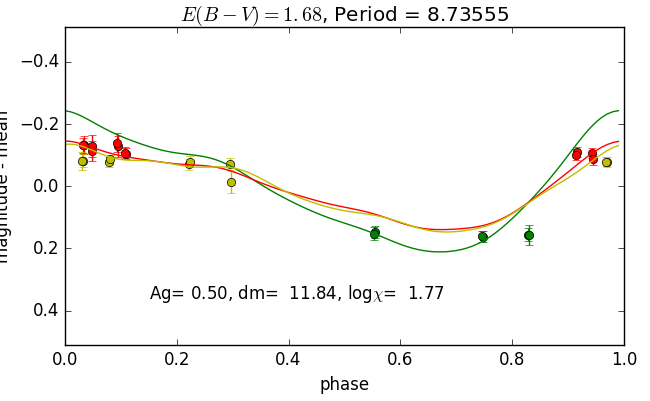 E(B − V) = 1.68, Period = 8.73555
magnitude - mean
−0.4
−0.2
0.0
0.2
0.4
Ag= 0.50, dm= 11.84, logχ= 1.77
0.0 0.2 0.4 0.6 0.8 1.0
phase